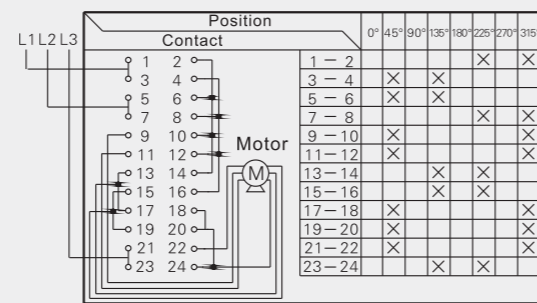 Position
Contact
0° 45° 90° 135° 180° 225° 270° 315°
L1 L2 L3
1 2
3 4
5 6
7 8
9 10
11 12
13 14
15 16
17 18
19 20
21 22
23 24
Motor
M
1 — 2 × ×
3 — 4 × ×
5 — 6 × ×
7 — 8 × ×
9 — 10 × ×
11 — 12 × ×
13 — 14 × ×
15 — 16 × ×
17 — 18 × ×
19 — 20 × ×
21 — 22 × ×
23 — 24 × ×